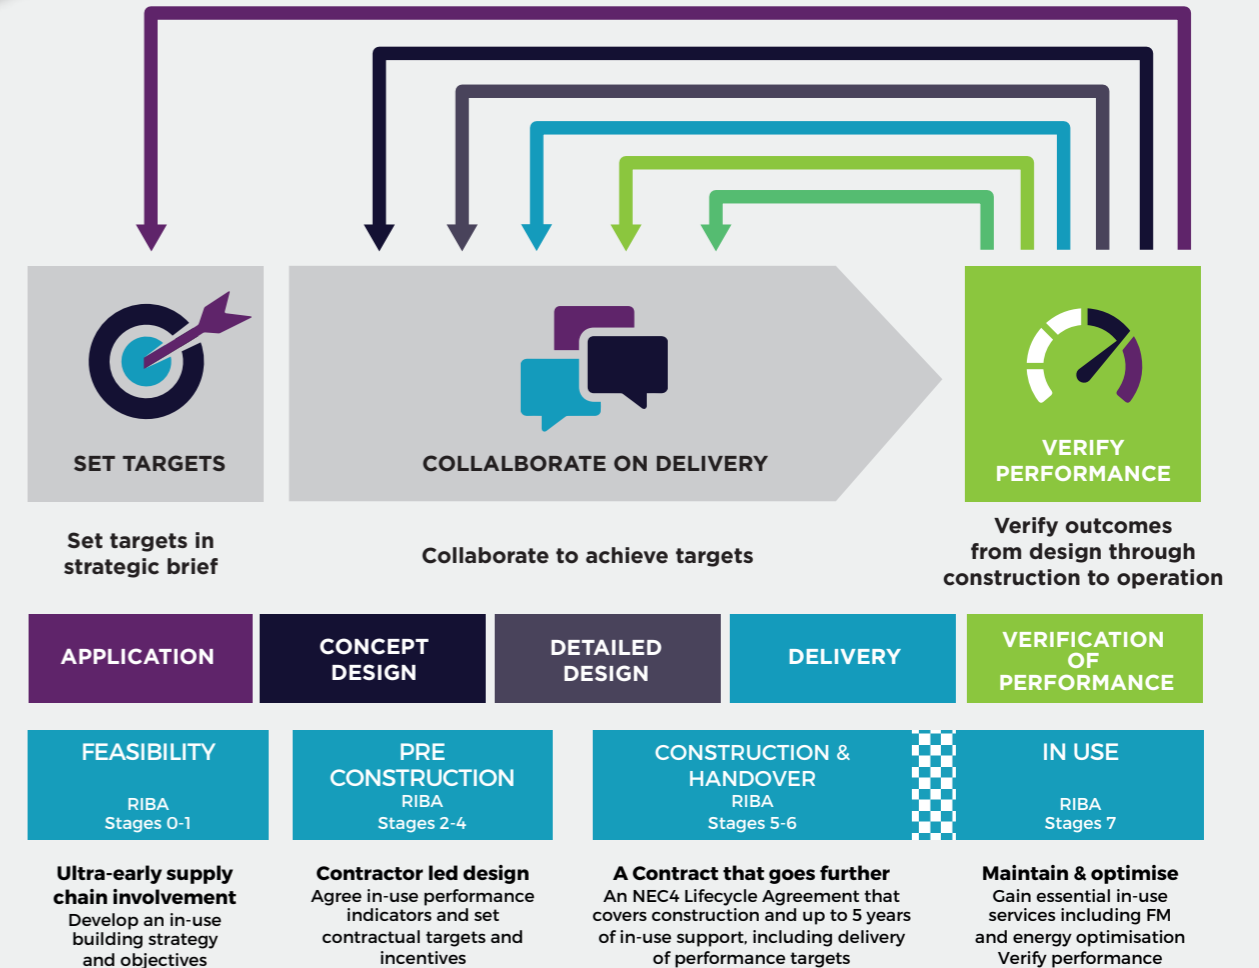 SET TARGETS
COLLALBORATE ON DELIVERY
VERIFY
PERFORMANCE
Set targets in
strategic brief
Collaborate to achieve targets
Verify outcomes
from design through
construction to operation
APPLICATION
CONCEPT
DESIGN
DETAILED
DESIGN
DELIVERY
VERIFICATION
OF
PERFORMANCE
FEASIBILITY
RIBA
Stages 0-1
PRE
CONSTRUCTION
RIBA
Stages 2-4
CONSTRUCTION &
HANDOVER
RIBA
Stages 5-6
IN USE
RIBA
Stages 7
Ultra-early supply
chain involvement
Develop an in-use
building strategy
and objectives
Contractor led design
Agree in-use performance
indicators and set
contractual targets and
incentives
A Contract that goes further
An NEC4 Lifecycle Agreement that
covers construction and up to 5 years
of in-use support, including delivery
of performance targets
Maintain & optimise
Gain essential in-use
services including FM
and energy optimisation
Verify performance